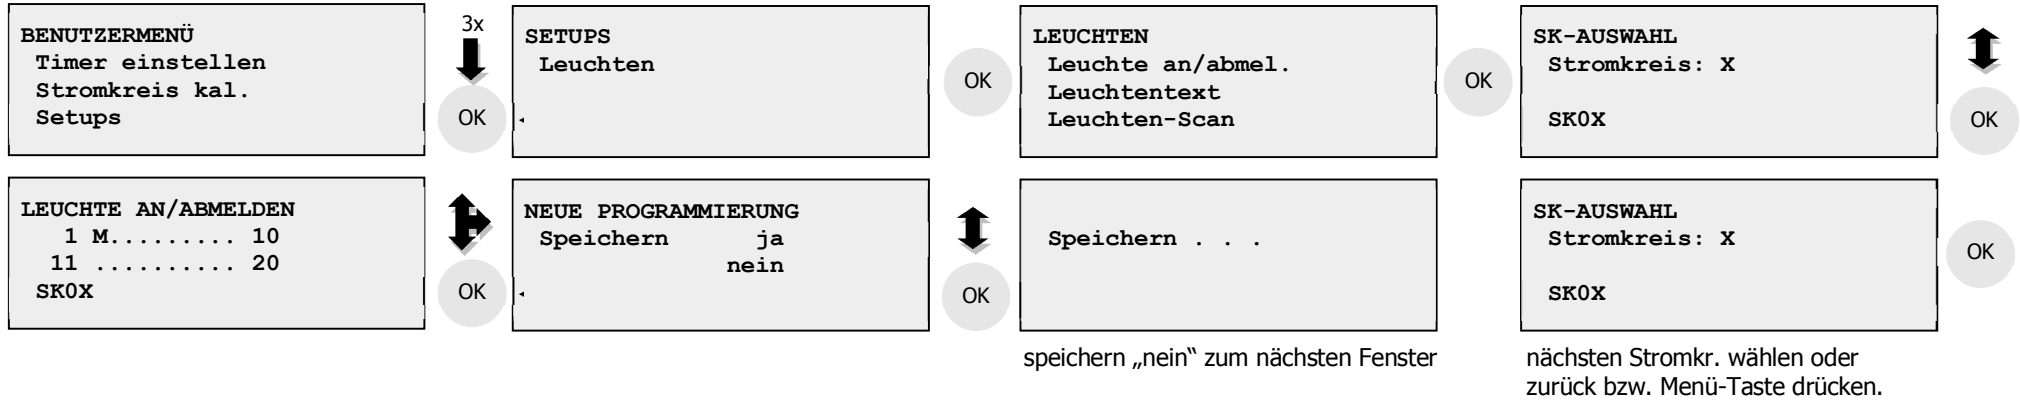 BENUTZERMENÜ
Timer einstellen
Stromkreis kal.
Setups
3x
OK
SETUPS
Leuchten
OK
LEUCHTEN
Leuchte an/abmel.
Leuchtentext
Leuchten-Scan
OK
SK-AUSWAHL
Stromkreis: X
SK0X
OK
LEUCHTE AN/ABMELDEN
1 M......... 10
11 .......... 20
SK0X
OK
NEUE PROGRAMMIERUNG
Speichern ja
nein
OK
Speichern . . .
speichern „nein“ zum nächsten Fenster
SK-AUSWAHL
Stromkreis: X
SK0X
OK
nächsten Stromkr. wählen oder
zurück bzw. Menü-Taste drücken.